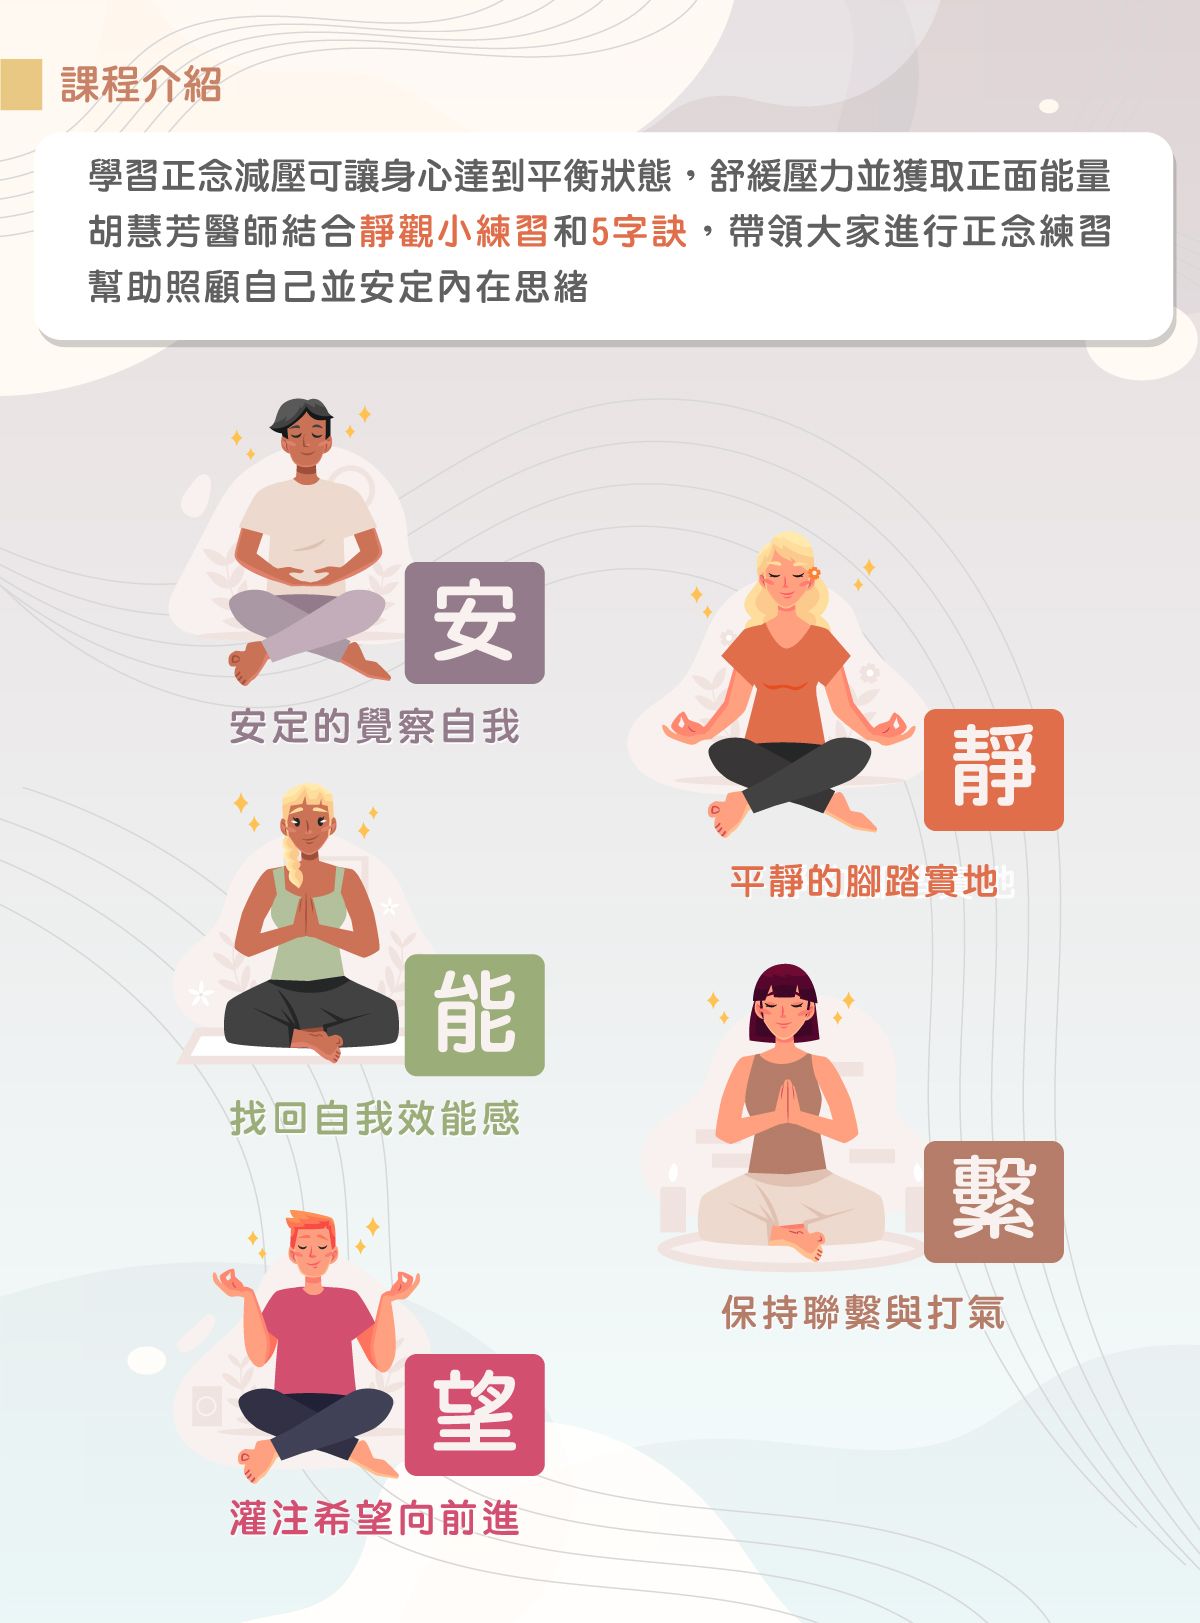 課程介紹
學習正念減壓可讓身心達到平衡狀態，舒緩壓力並獲取正面能量
胡慧芳醫師結合靜觀小練習和5字訣，帶領大家進行正念練習
幫助照顧自己並安定內在思緒
安
安定的覺察自我
靜
平靜的腳踏實地
能
找回自我效能感
繫
保持聯繫與打氣
望
灌注希望向前進